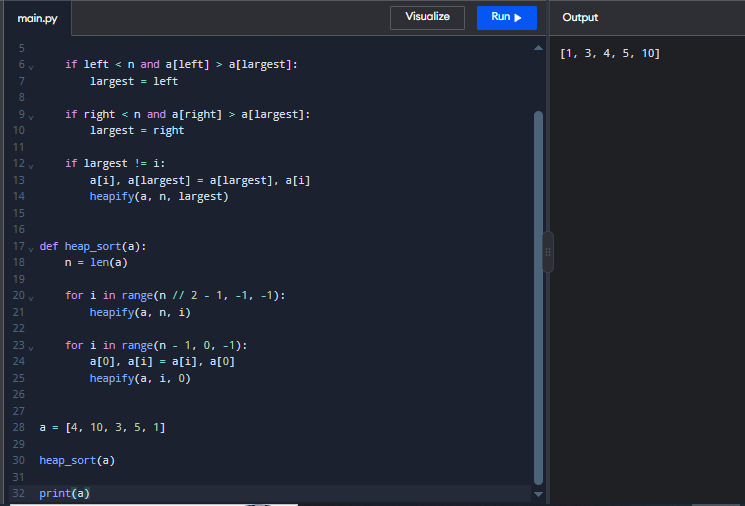 main.py
Visualize
Run
Output
5
6 if left < n and a[left] > a[largest]:
7 largest = left
8
9 if right < n and a[right] > a[largest]:
10 largest = right
11
12 if largest != i:
13 a[i], a[largest] = a[largest], a[i]
14 heapify(a, n, largest)
15
16
17 def heap_sort(a):
18 n = len(a)
19
20 for i in range(n // 2 - 1, -1, -1):
21 heapify(a, n, i)
22
23 for i in range(n - 1, 0, -1):
24 a[0], a[i] = a[i], a[0]
25 heapify(a, i, 0)
26
27
28 a = [4, 10, 3, 5, 1]
29
30 heap_sort(a)
31
32 print(a)
[1, 3, 4, 5, 10]